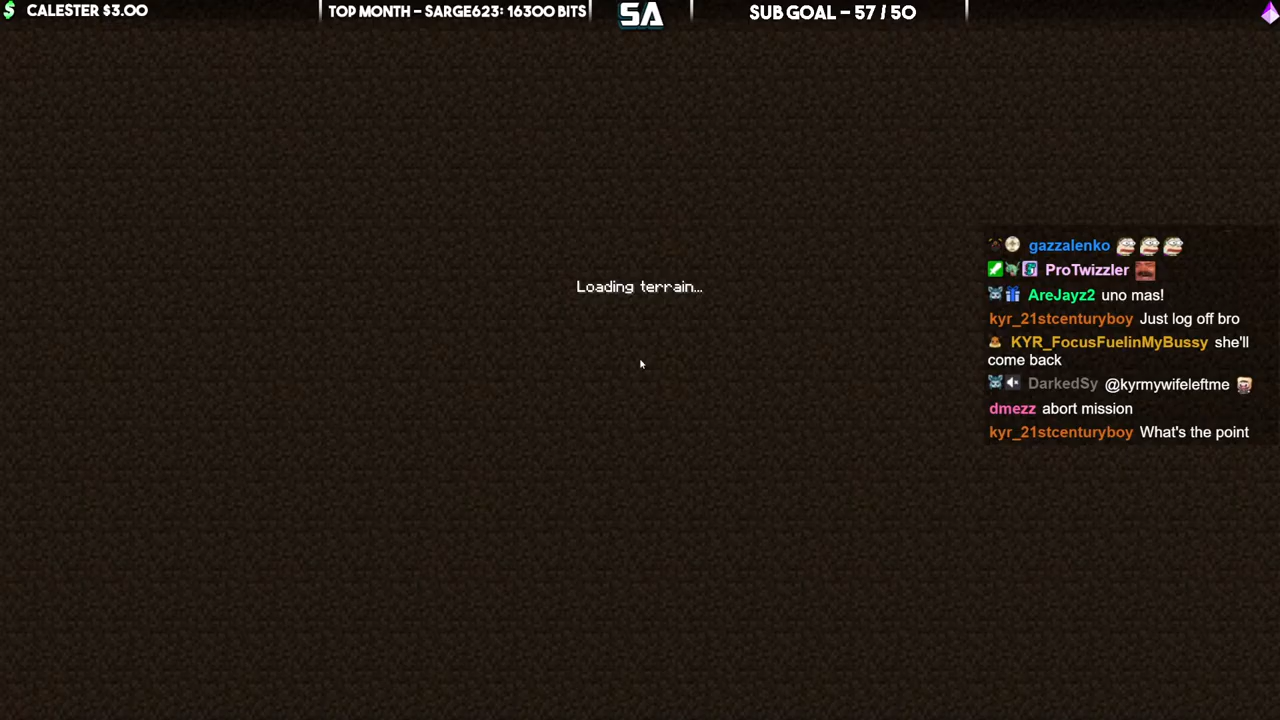 $ CALESTER $3.00
TOP MONTH - SARGE623: 16300 BITS
SA
SUB GOAL - 57 / 50
Loading terrain...
gazzalenko
ProTwizzler
AreJayz2 uno mas!
kyr_21stcenturyboy Just log off bro
KYR_FocusFuelinMyBussy she'll
come back
DarkedSy @kyrmywifeleftme
dmezz abort mission
kyr_21stcenturyboy What's the point